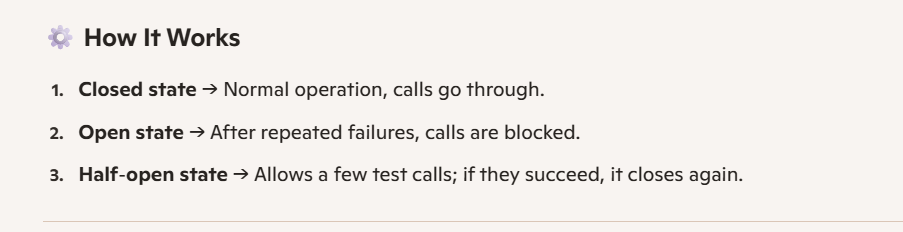 How It Works
1. Closed state → Normal operation, calls go through.
2. Open state → After repeated failures, calls are blocked.
3. Half-open state → Allows a few test calls; if they succeed, it closes again.